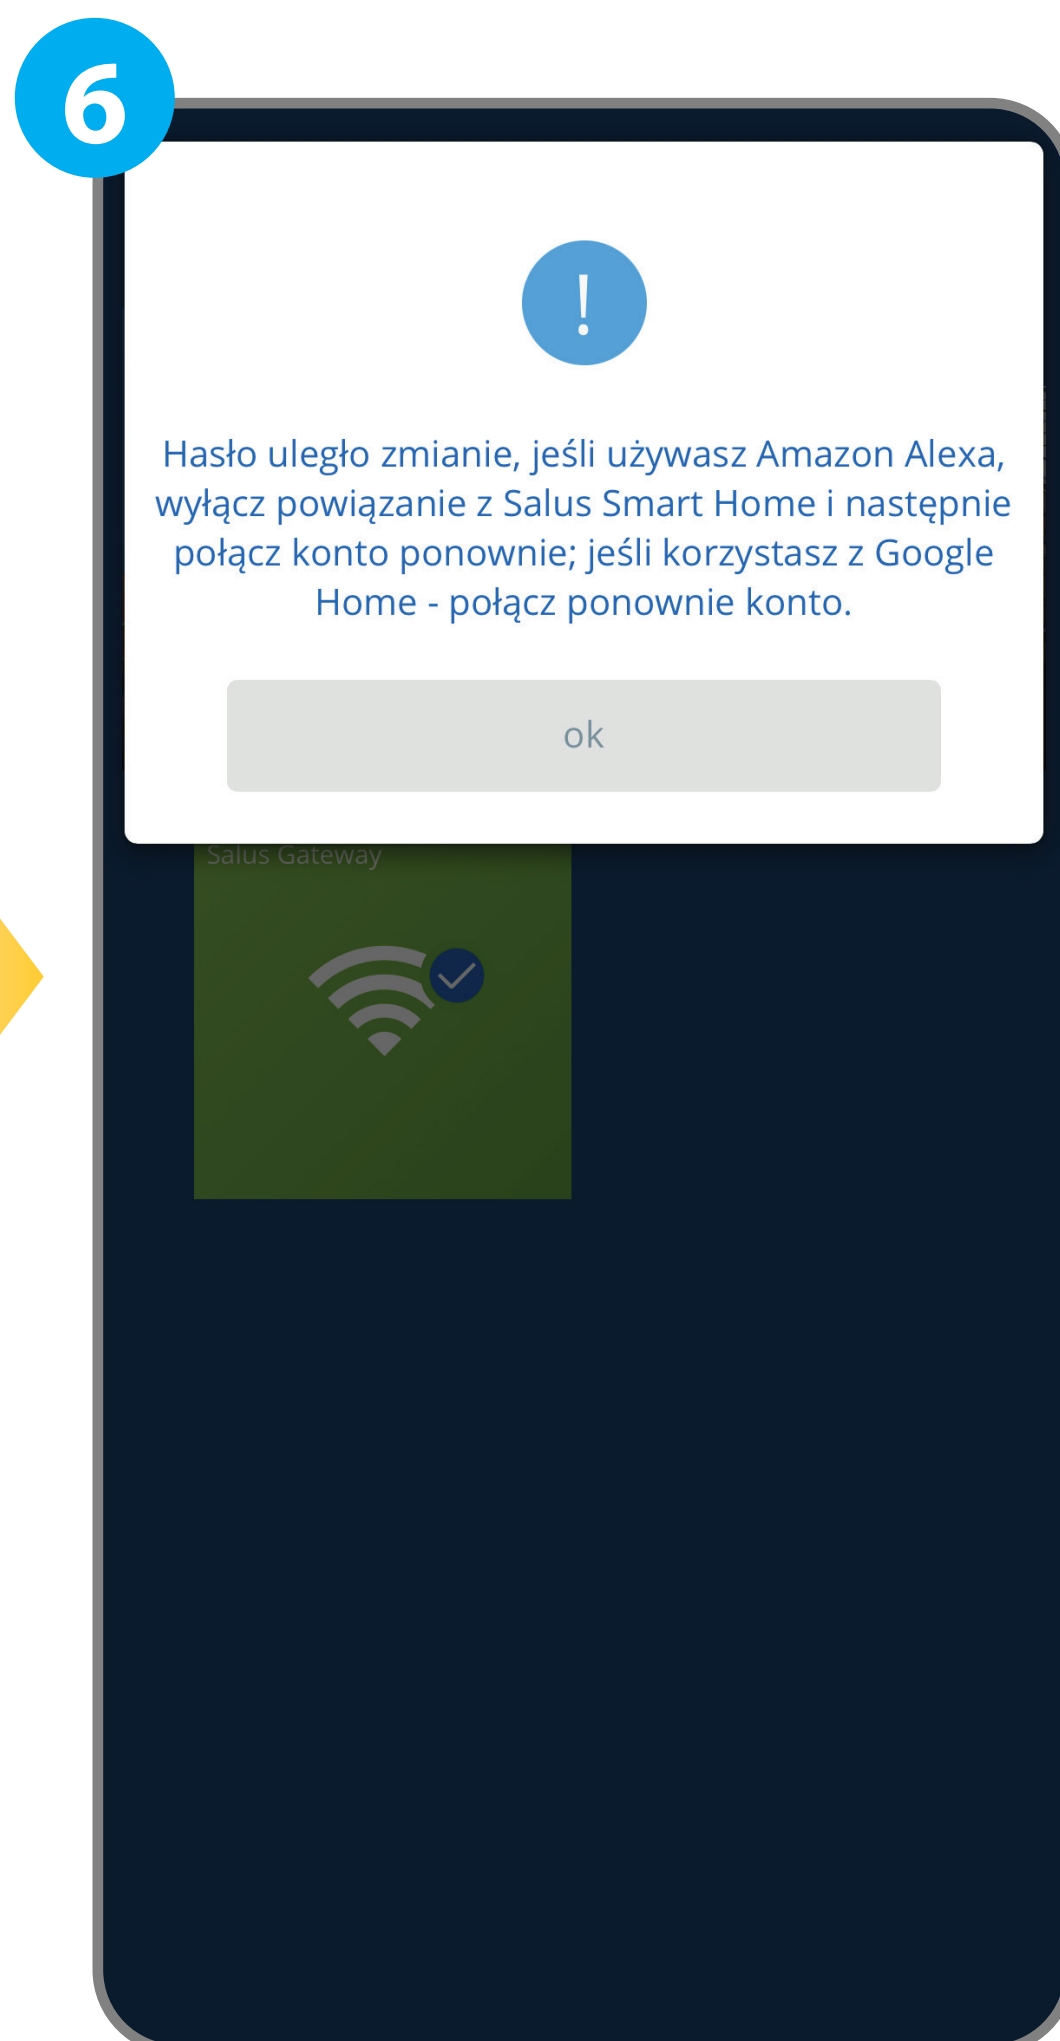 6
!
Hasło uległo zmianie, jeśli używasz Amazon Alexa,
wyłącz powiązanie z Salus Smart Home i następnie
połącz konto ponownie; jeśli korzystasz z Google
Home - połącz ponownie konto.
ok
Salus Gateway